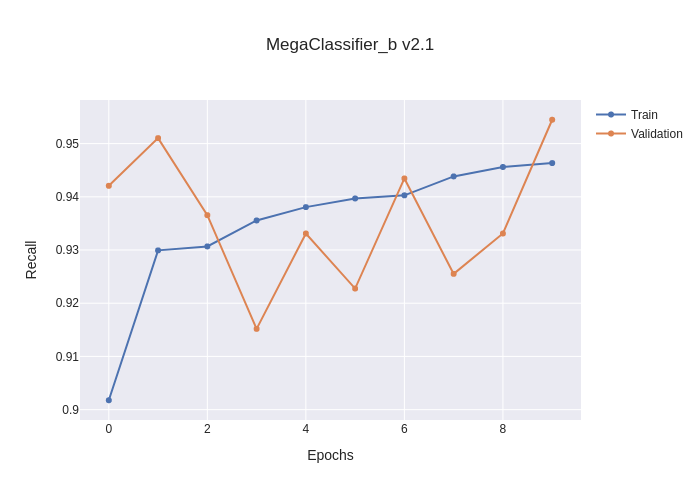 MegaClassifier_b v2.1
Train
Validation
0.95
0.94
0.93
0.92
0.91
0.9
Recall
0 2 4 6 8
Epochs